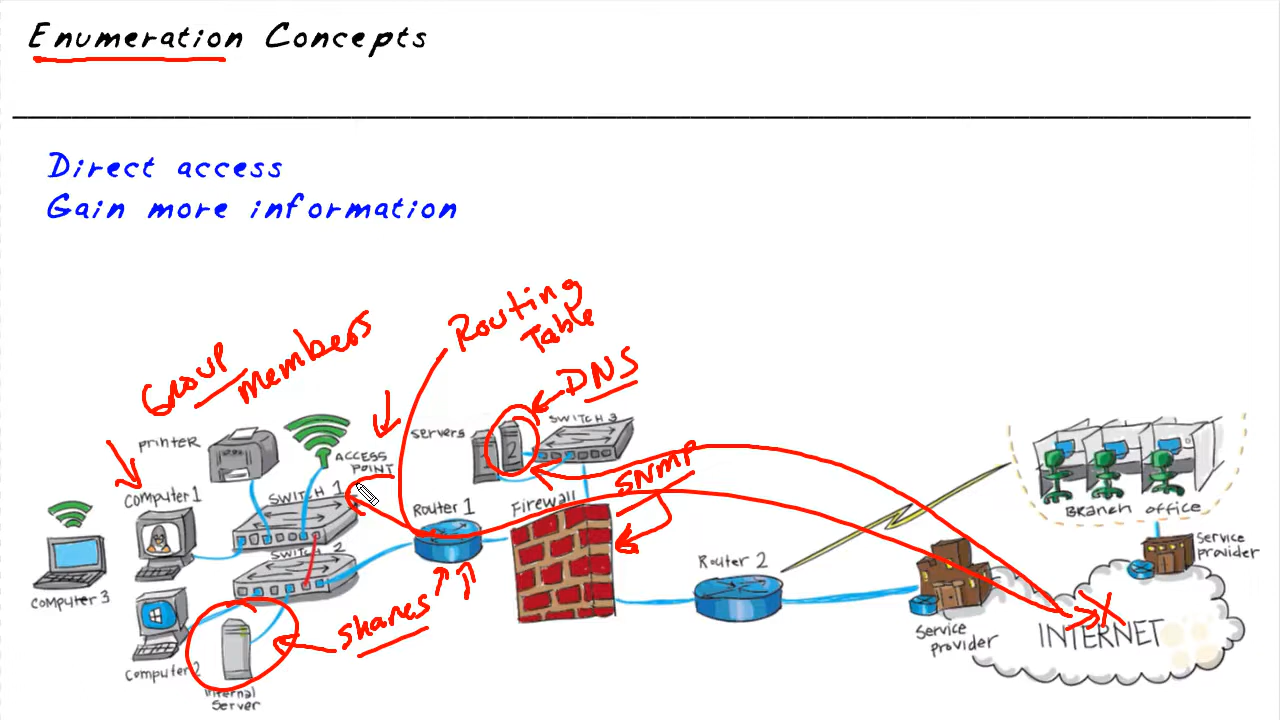 Enumeration Concepts
Direct access
Gain more information
Routing
Table
Group
members
DNS
printer
ACCESS
POINT
servers
SWITCH 3
2
SNMP
Computer 1
SWITCH 1
Router 1
Firewall
BRANCH OFFICE
SWITCH 2
Router 2
Service
provider
Computer 3
shares
INTERNET
Service
provider
Computer 2
Internal
Server